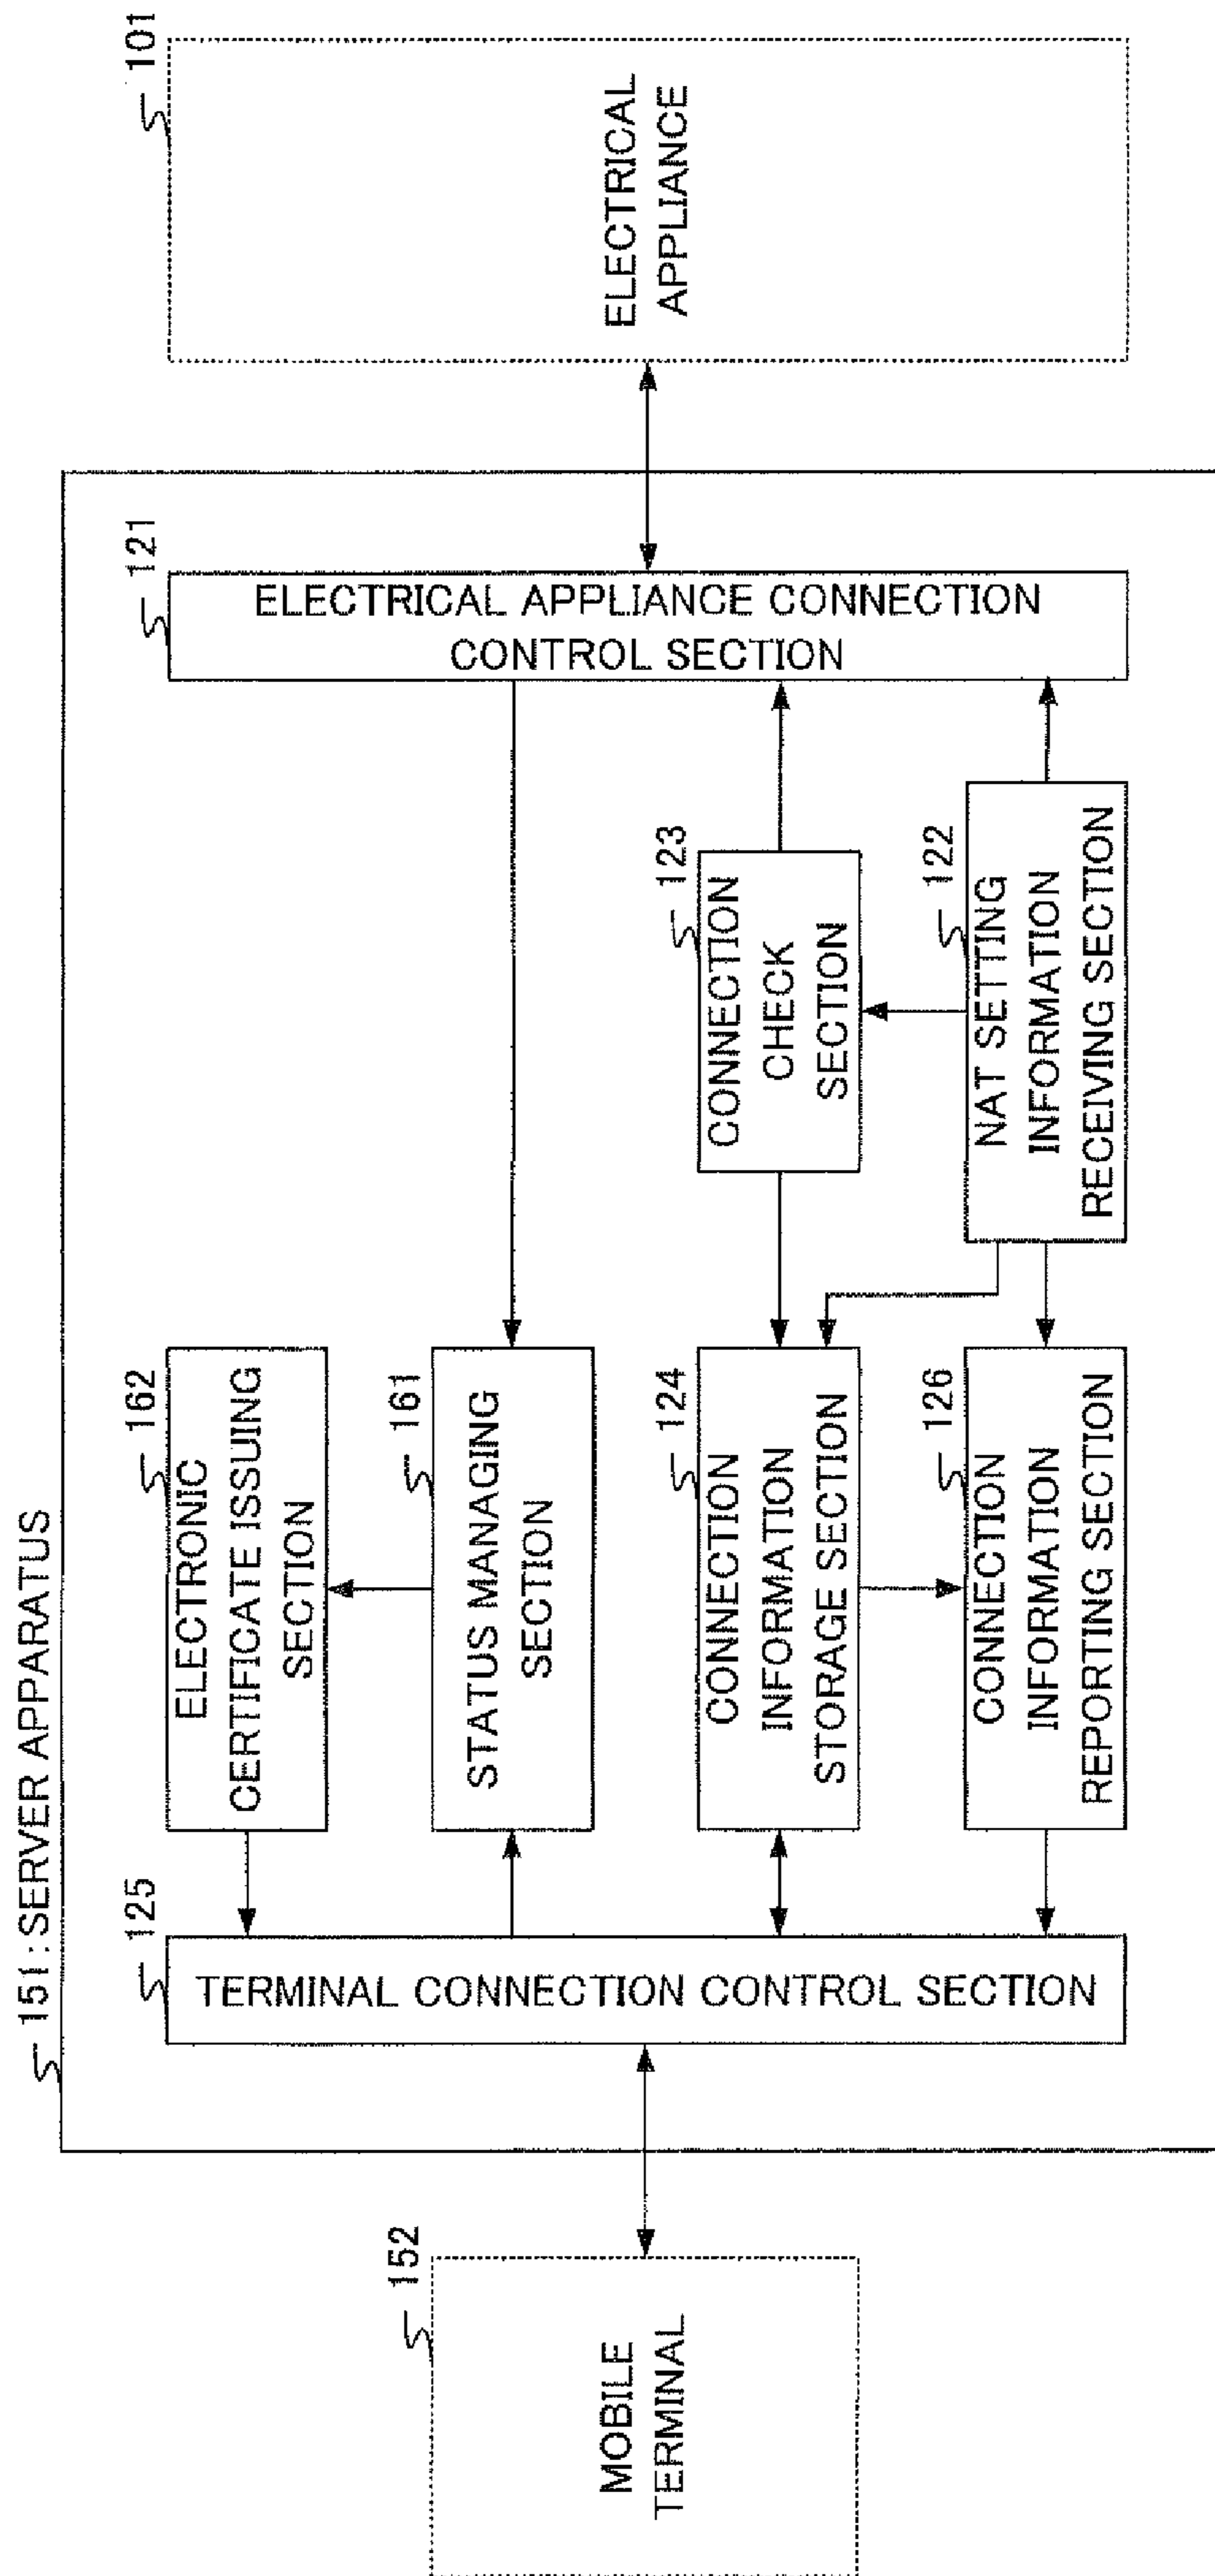 151:SERVER APPARATUS
152
MOBILE
TERMINAL
125
TERMINAL CONNECTION CONTROL SECTION
162
ELECTRONIC
CERTIFICATE ISSUING
SECTION
161
STATUS MANAGING
SECTION
124
CONNECTION
INFORMATION
STORAGE SECTION
126
CONNECTION
INFORMATION
REPORTING SECTION
123
CONNECTION
CHECK
SECTION
122
NAT SETTING
INFORMATION
RECEIVING SECTION
121
ELECTRICAL APPLIANCE CONNECTION
CONTROL SECTION
101
ELECTRICAL
APPLIANCE